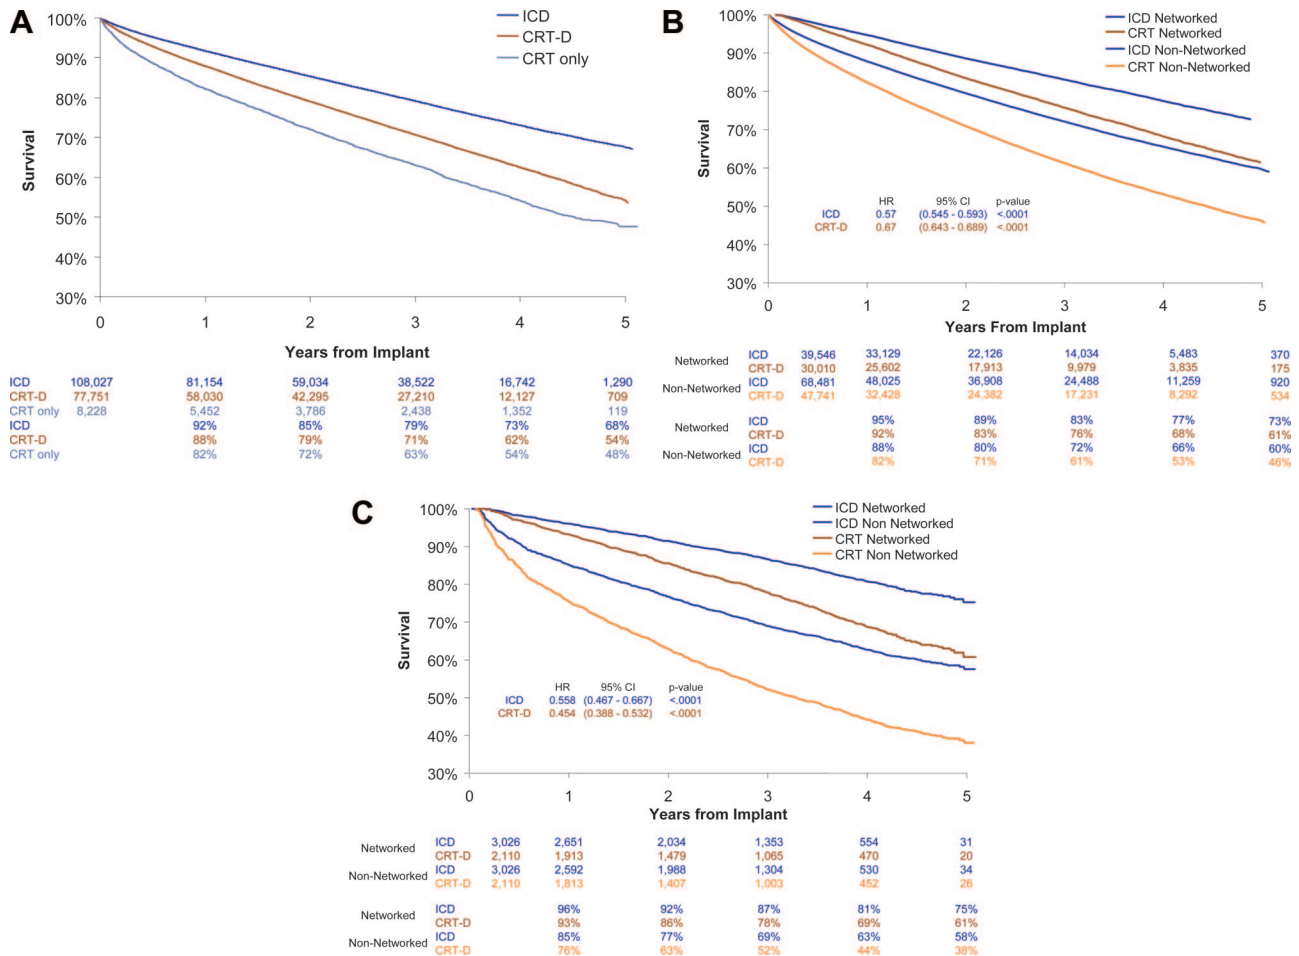 A
ICD
CRT-D
CRT only
100%
90%
80%
70%
60%
50%
40%
30%
Survival
0 1 2 3 4 5
Years from Implant
ICD 108,027 81,154 59,034 38,522 16,742 1,290
CRT-D 77,751 58,030 42,295 27,210 12,127 709
CRT only 8,228 5,452 3,786 2,438 1,352 119
ICD 92% 85% 79% 73% 68%
CRT-D 88% 79% 71% 62% 54%
CRT only 82% 72% 63% 54% 48%
B
ICD Networked
CRT Networked
ICD Non-Networked
CRT Non-Networked
100%
90%
80%
70%
60%
50%
40%
30%
Survival
HR 95% CI p-value
ICD 0.57 (0.545 - 0.593) <.0001
CRT-D 0.67 (0.643 - 0.689) <.0001
0 1 2 3 4 5
Years From Implant
Networked
ICD 39,546 33,129 22,126 14,034 5,483 370
CRT-D 30,010 25,602 17,913 9,979 3,835 175
Non-Networked
ICD 68,481 48,025 36,908 24,488 11,259 920
CRT-D 47,741 32,428 24,382 17,231 8,292 534
Networked
ICD 95% 89% 83% 77% 73%
CRT-D 92% 83% 76% 68% 61%
Non-Networked
ICD 88% 80% 72% 66% 60%
CRT-D 82% 71% 61% 53% 46%
C
ICD Networked
ICD Non Networked
CRT Networked
CRT Non Networked
100%
90%
80%
70%
60%
50%
40%
30%
Survival
HR 95% CI p-value
ICD 0.558 (0.467 - 0.667) <.0001
CRT-D 0.454 (0.388 - 0.532) <.0001
0 1 2 3 4 5
Years from Implant
Networked
ICD 3,026 2,651 2,034 1,353 554 31
CRT-D 2,110 1,913 1,479 1,065 470 20
Non-Networked
ICD 3,026 2,592 1,988 1,304 530 34
CRT-D 2,110 1,813 1,407 1,003 452 26
Networked
ICD 96% 92% 87% 81% 75%
CRT-D 93% 86% 78% 69% 61%
Non-Networked
ICD 85% 77% 69% 63% 58%
CRT-D 76% 63% 52% 44% 38%